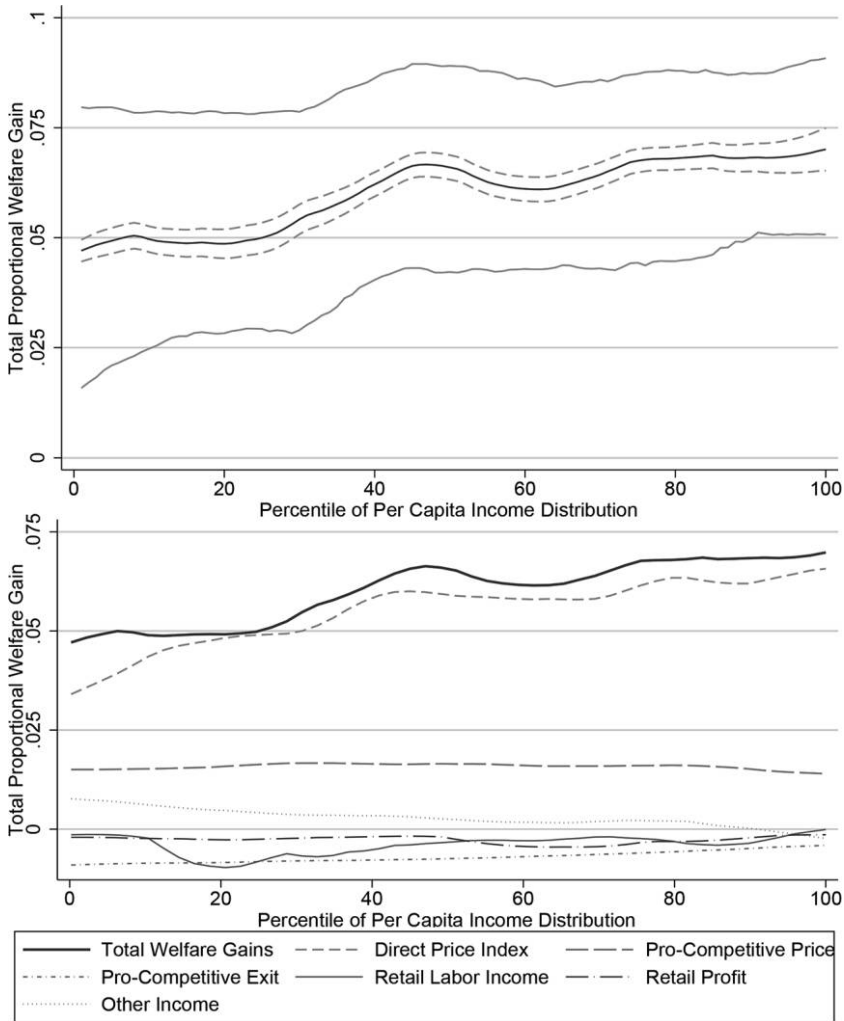 .1
.075
.05
.025
0
Total Proportional Welfare Gain
0 20 40 60 80 100
Percentile of Per Capita Income Distribution
.075
.05
.025
0
Total Proportional Welfare Gain
0 20 40 60 80 100
Percentile of Per Capita Income Distribution
Total Welfare Gains Direct Price Index Pro-Competitive Price
Pro-Competitive Exit Retail Labor Income Retail Profit
Other Income